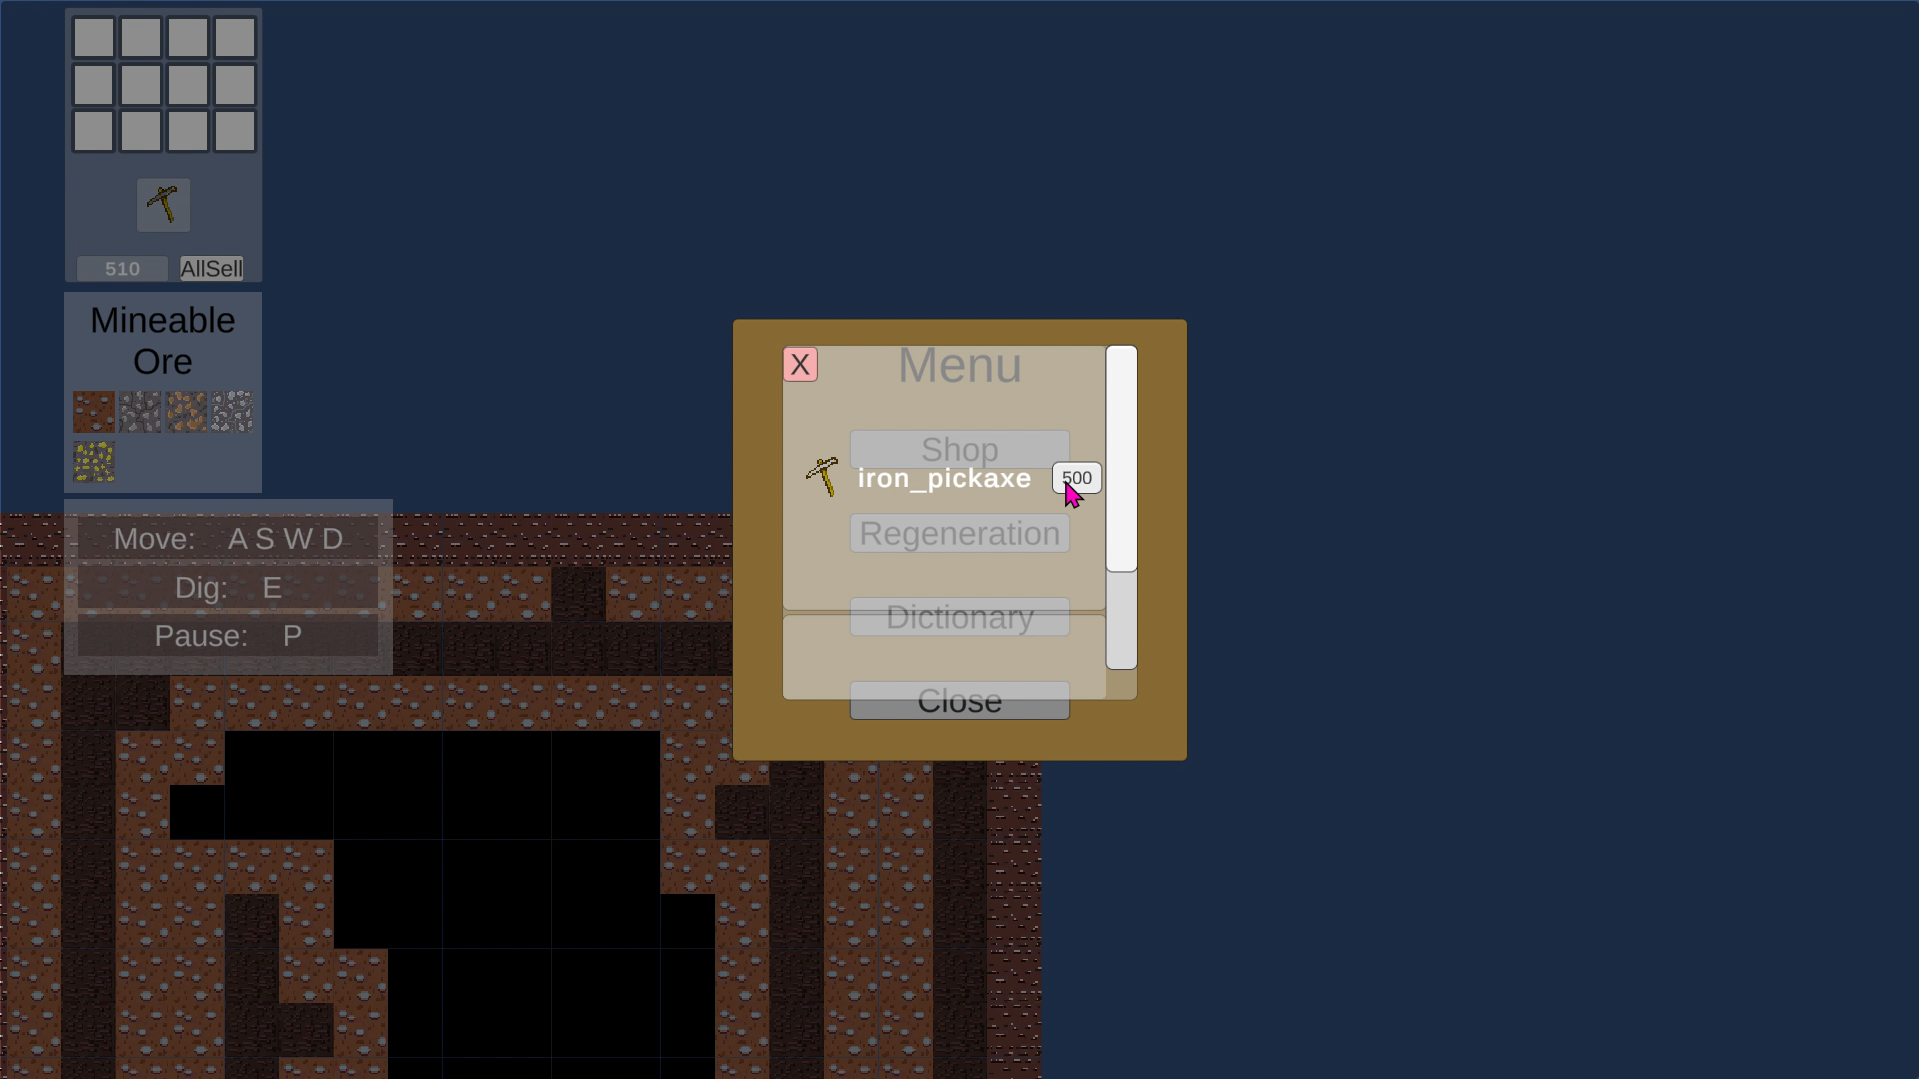 510 AllSell
Mineable
Ore
Move: A S W D
Dig: E
Pause: P
X
Menu
Shop
iron_pickaxe 500
Regeneration
Dictionary
Close